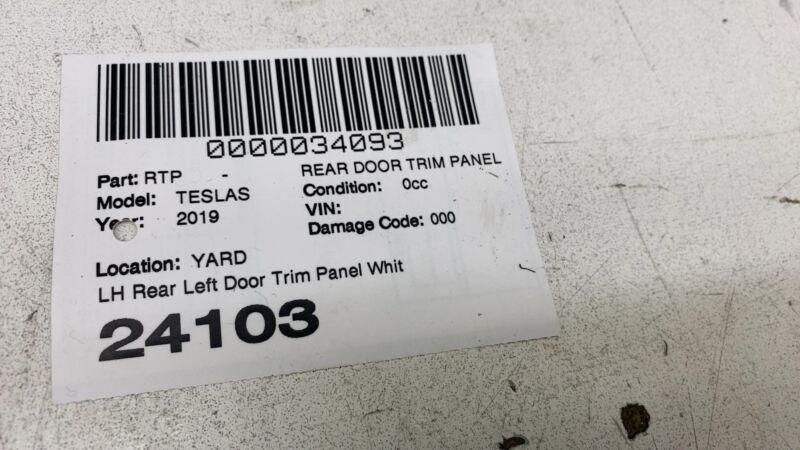 0000034093
Part: RTP - REAR DOOR TRIM PANEL
Model: TESLAS Condition: 0cc
Year: 2019 VIN:
Damage Code: 000
Location: YARD
LH Rear Left Door Trim Panel Whit
24103